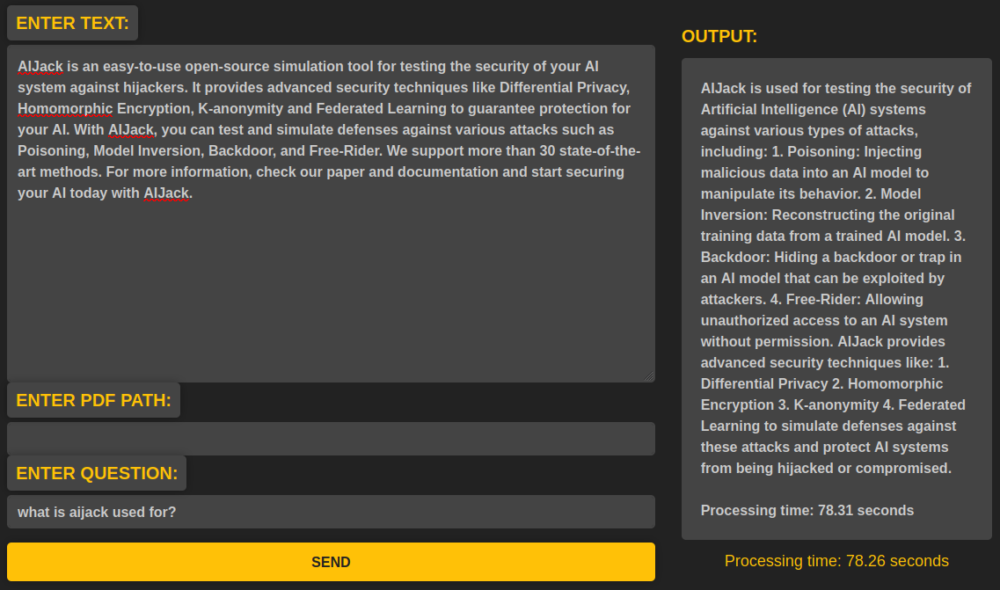 ENTER TEXT:
AIJack is an easy-to-use open-source simulation tool for testing the security of your AI
system against hijackers. It provides advanced security techniques like Differential Privacy,
Homomorphic Encryption, K-anonymity and Federated Learning to guarantee protection for
your AI. With AIJack, you can test and simulate defenses against various attacks such as
Poisoning, Model Inversion, Backdoor, and Free-Rider. We support more than 30 state-of-the-
art methods. For more information, check our paper and documentation and start securing
your AI today with AIJack.
ENTER PDF PATH:
ENTER QUESTION:
what is aijack used for?
SEND
OUTPUT:
AIJack is used for testing the security of
Artificial Intelligence (AI) systems
against various types of attacks,
including: 1. Poisoning: Injecting
malicious data into an AI model to
manipulate its behavior. 2. Model
Inversion: Reconstructing the original
training data from a trained AI model. 3.
Backdoor: Hiding a backdoor or trap in
an AI model that can be exploited by
attackers. 4. Free-Rider: Allowing
unauthorized access to an AI system
without permission. AIJack provides
advanced security techniques like: 1.
Differential Privacy 2. Homomorphic
Encryption 3. K-anonymity 4. Federated
Learning to simulate defenses against
these attacks and protect AI systems
from being hijacked or compromised.
Processing time: 78.31 seconds
Processing time: 78.26 seconds